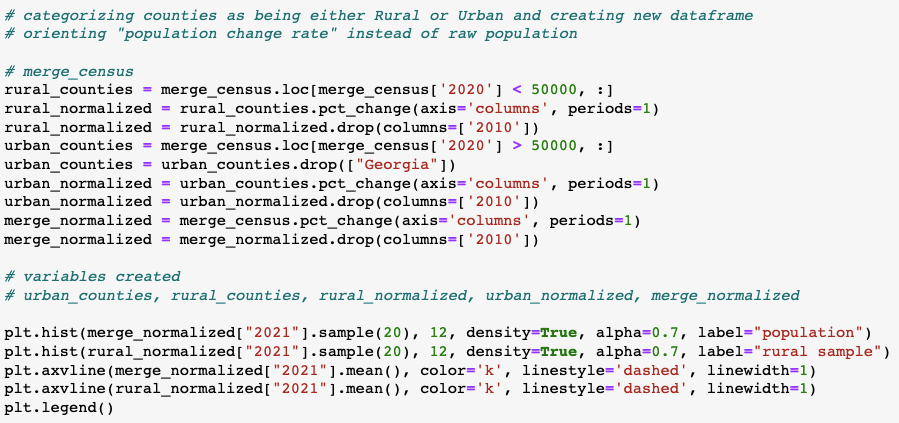 # categorizing counties as being either Rural or Urban and creating new dataframe
# orienting "population change rate" instead of raw population
# merge_census
rural_counties = merge_census.loc[merge_census['2020'] < 50000, :]
rural_normalized = rural_counties.pct_change(axis='columns', periods=1)
rural_normalized = rural_normalized.drop(columns=['2010'])
urban_counties = merge_census.loc[merge_census['2020'] > 50000, :]
urban_counties = urban_counties.drop(["Georgia"])
urban_normalized = urban_counties.pct_change(axis='columns', periods=1)
urban_normalized = urban_normalized.drop(columns=['2010'])
merge_normalized = merge_census.pct_change(axis='columns', periods=1)
merge_normalized = merge_normalized.drop(columns=['2010'])
# variables created
# urban_counties, rural_counties, rural_normalized, urban_normalized, merge_normalized
plt.hist(merge_normalized["2021"].sample(20), 12, density=True, alpha=0.7, label="population")
plt.hist(rural_normalized["2021"].sample(20), 12, density=True, alpha=0.7, label="rural sample")
plt.axvline(merge_normalized["2021"].mean(), color='k', linestyle='dashed', linewidth=1)
plt.axvline(rural_normalized["2021"].mean(), color='k', linestyle='dashed', linewidth=1)
plt.legend()